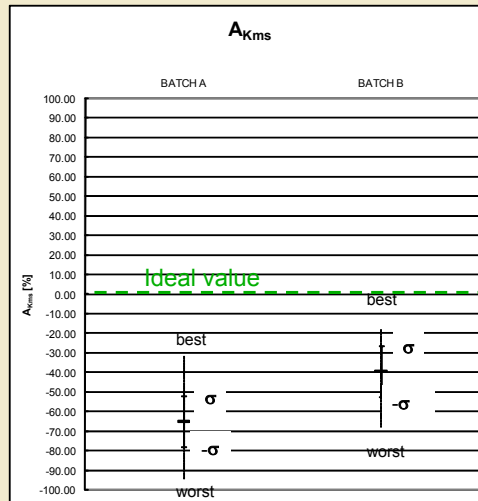 A_Kms
BATCH A BATCH B
100.00
90.00
80.00
70.00
60.00
50.00
40.00
30.00
20.00
10.00
0.00
-10.00
-20.00
-30.00
-40.00
-50.00
-60.00
-70.00
-80.00
-90.00
-100.00
A_Kms [%]
Ideal value
best
best
σ
σ
-σ
-σ
worst
worst